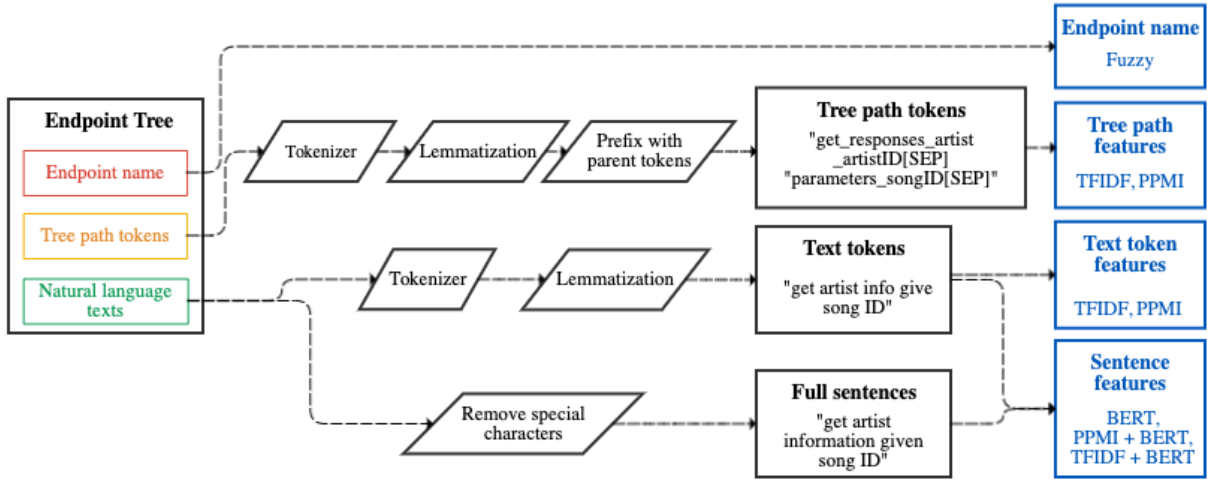 Endpoint Tree
Endpoint name
Tree path tokens
Natural language
texts
Tokenizer
Lemmatization
Prefix with
parent tokens
Tree path tokens
"get_responses_artist
_artistID[SEP]
"parameters_songID[SEP]"
Tokenizer
Lemmatization
Text tokens
"get artist info give
song ID"
Remove special
characters
Full sentences
"get artist
information given
song ID"
Endpoint name
Fuzzy
Tree path
features
TFIDF, PPMI
Text token
features
TFIDF, PPMI
Sentence
features
BERT,
PPMI + BERT,
TFIDF + BERT